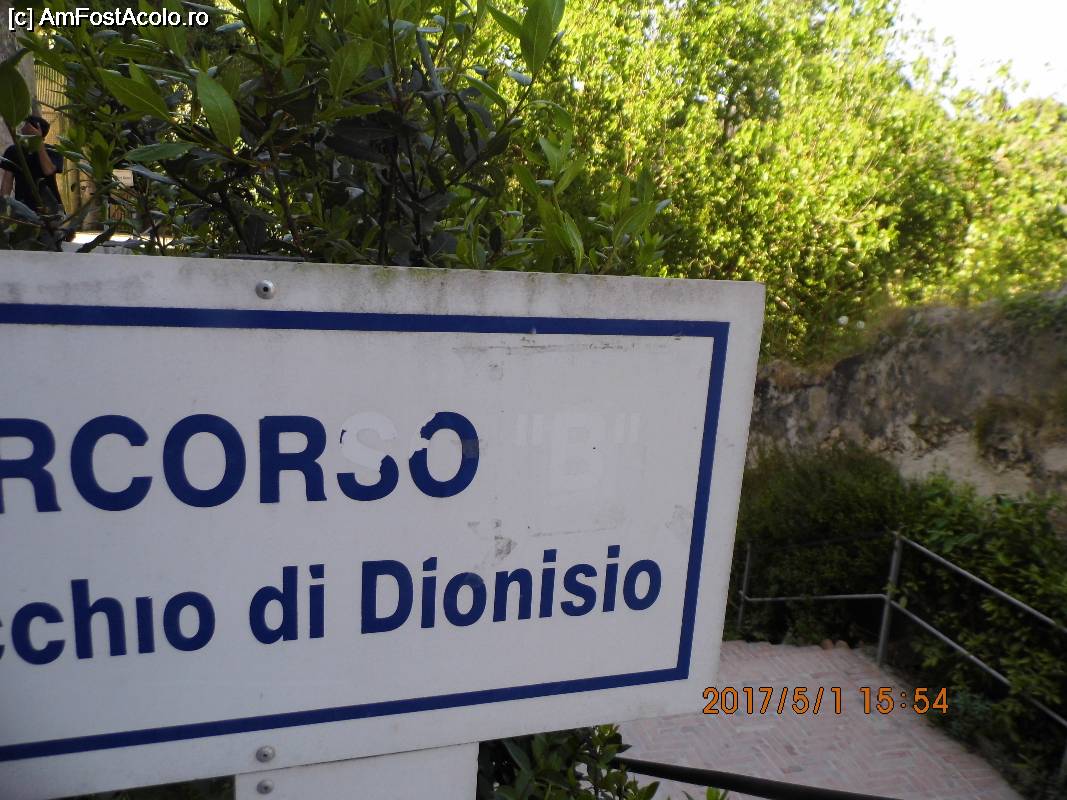 [c] AmFostAcolo.ro
RCORSO "B"
cchio di Dionisio
2017/5/1 15:54